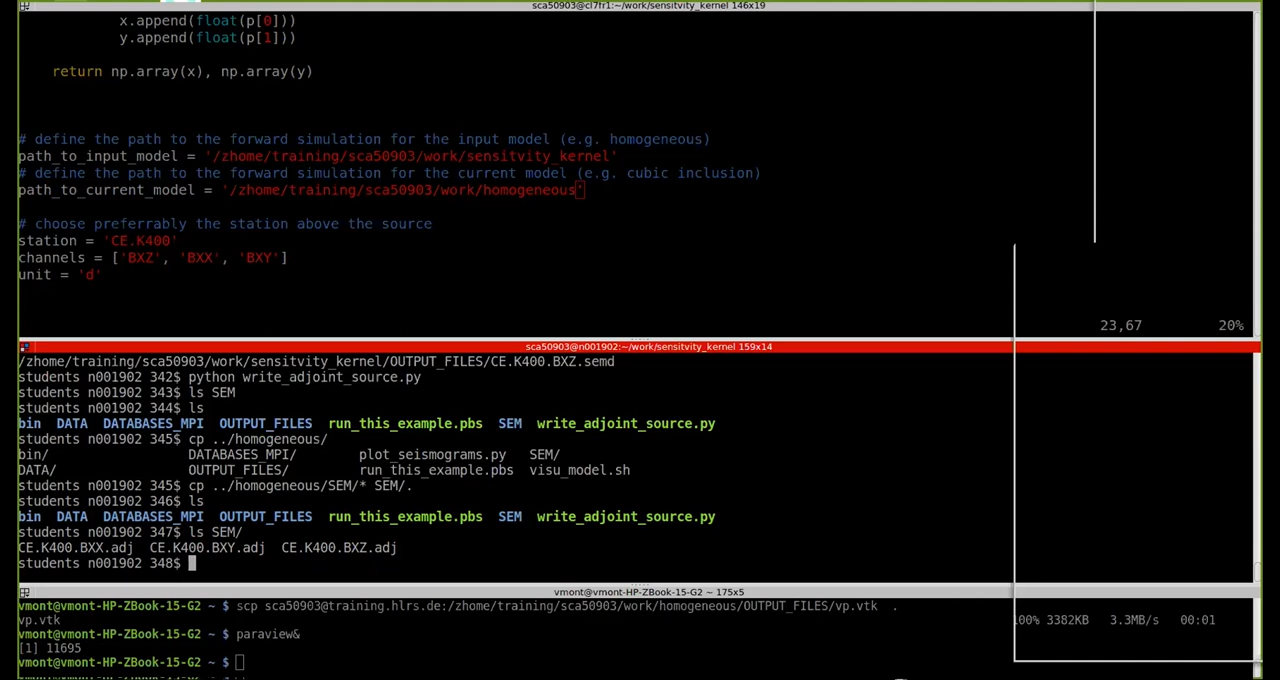 sca50903@cl7fr1:~/work/sensitvity_kernel 146x19
x.append(float(p[0]))
y.append(float(p[1]))
return np.array(x), np.array(y)
# define the path to the forward simulation for the input model (e.g. homogeneous)
path_to_input_model = '/zhome/training/sca50903/work/sensitvity_kernel'
# define the path to the forward simulation for the current model (e.g. cubic inclusion)
path_to_current_model = '/zhome/training/sca50903/work/homogeneous'
# choose preferrably the station above the source
station = 'CE.K400'
channels = ['BXZ', 'BXX', 'BXY']
unit = 'd'
23,67 20%
sca50903@n001902:~/work/sensitvity_kernel 159x14
/zhome/training/sca50903/work/sensitvity_kernel/OUTPUT_FILES/CE.K400.BXZ.semd
students n001902 342$ python write_adjoint_source.py
students n001902 343$ ls SEM
students n001902 344$ ls
bin DATA DATABASES_MPI OUTPUT_FILES run_this_example.pbs SEM write_adjoint_source.py
students n001902 345$ cp ../homogeneous/
bin/ DATABASES_MPI/ plot_seismograms.py SEM/
DATA/ OUTPUT_FILES/ run_this_example.pbs visu_model.sh
students n001902 345$ cp ../homogeneous/SEM/* SEM/.
students n001902 346$ ls
bin DATA DATABASES_MPI OUTPUT_FILES run_this_example.pbs SEM write_adjoint_source.py
students n001902 347$ ls SEM/
CE.K400.BXX.adj CE.K400.BXY.adj CE.K400.BXZ.adj
students n001902 348$
vmont@vmont-HP-ZBook-15-G2: ~ 175x5
vmont@vmont-HP-ZBook-15-G2 ~ $ scp sca50903@training.hlrs.de:/zhome/training/sca50903/work/homogeneous/OUTPUT_FILES/vp.vtk .
vp.vtk 100% 3382KB 3.3MB/s 00:01
vmont@vmont-HP-ZBook-15-G2 ~ $ paraview&
[1] 11695
vmont@vmont-HP-ZBook-15-G2 ~ $